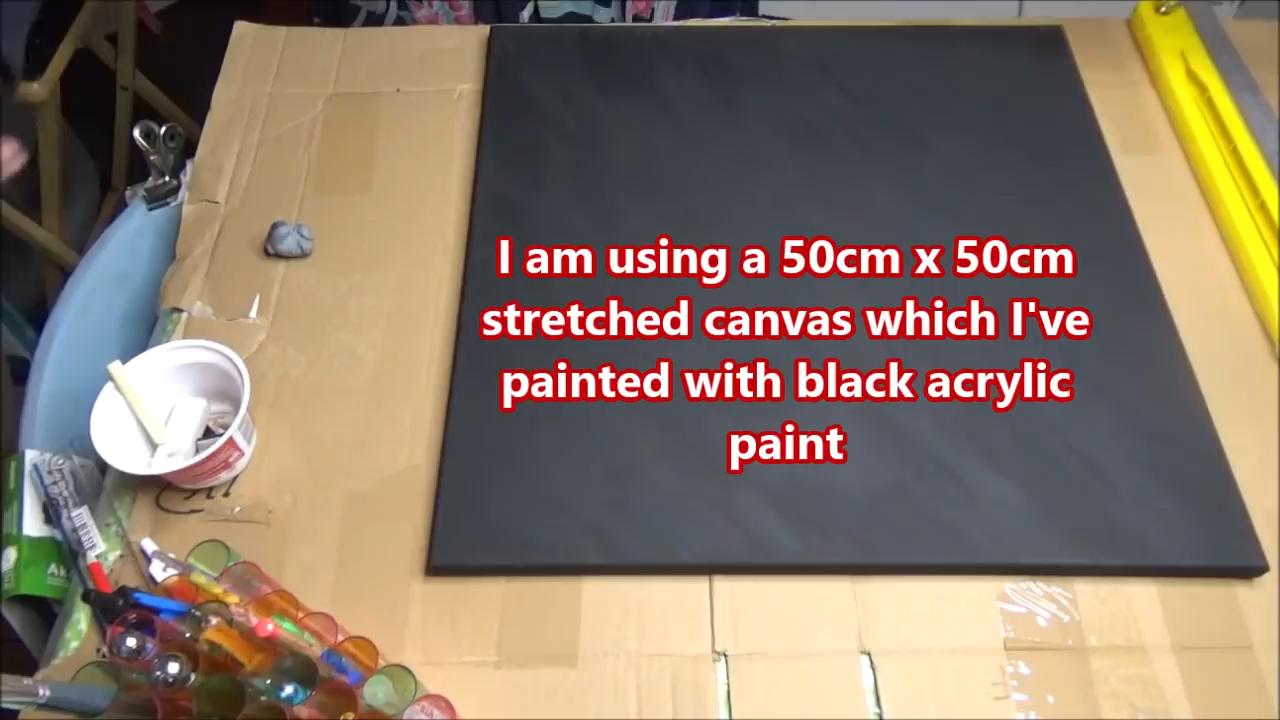 I am using a 50cm x 50cm
stretched canvas which I've
painted with black acrylic
paint